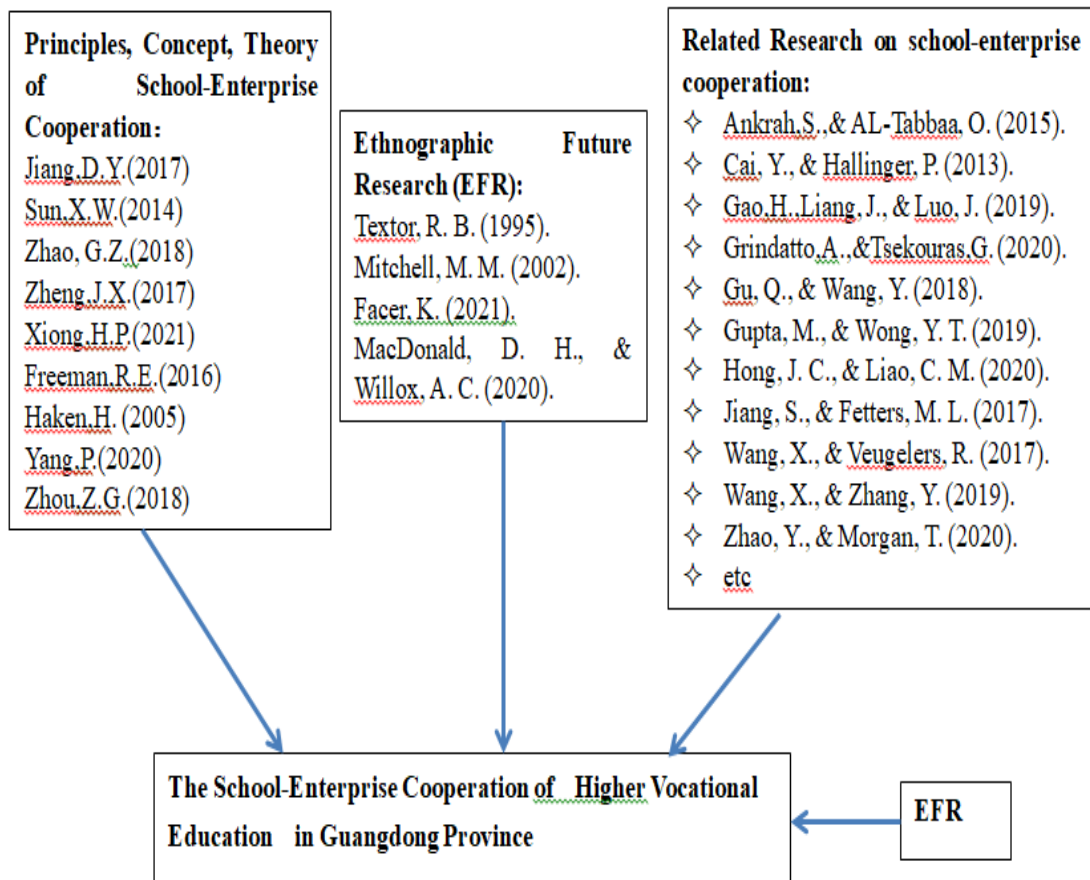 Principles, Concept, Theory
of School-Enterprise
Cooperation:
Jiang,D.Y.(2017)
Sun,X.W.(2014)
Zhao, G.Z.(2018)
Zheng,J.X.(2017)
Xiong,H.P.(2021)
Freeman,R.E.(2016)
Haken,H. (2005)
Yang,P.(2020)
Zhou,Z.G.(2018)
Ethnographic Future
Research (EFR):
Textor, R. B. (1995).
Mitchell, M. M. (2002).
Facer, K. (2021).
MacDonald, D. H., &
Willox, A. C. (2020).
Related Research on school-enterprise
cooperation:
✧ Ankrah,S.,& AL-Tabbaa, O. (2015).
✧ Cai, Y., & Hallinger, P. (2013).
✧ Gao,H.,Liang, J., & Luo, J. (2019).
✧ Grindatto,A.,&Tsekouras,G. (2020).
✧ Gu, Q., & Wang, Y. (2018).
✧ Gupta, M., & Wong, Y. T. (2019).
✧ Hong, J. C., & Liao, C. M. (2020).
✧ Jiang, S., & Fetters, M. L. (2017).
✧ Wang, X., & Veugelers, R. (2017).
✧ Wang, X., & Zhang, Y. (2019).
✧ Zhao, Y., & Morgan, T. (2020).
✧ etc
The School-Enterprise Cooperation of Higher Vocational
Education in Guangdong Province
EFR